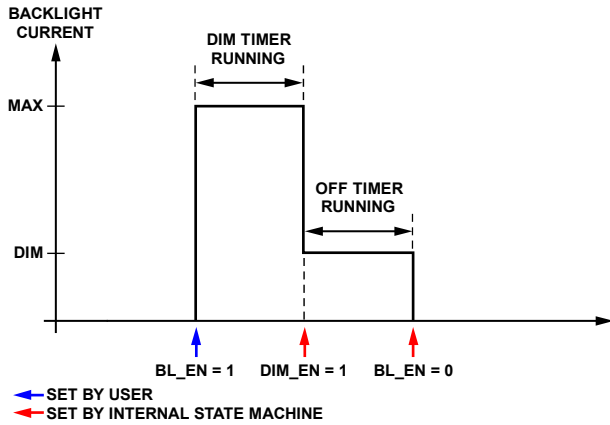 BACKLIGHT
CURRENT
DIM TIMER
RUNNING
MAX
OFF TIMER
RUNNING
DIM
BL_EN = 1
DIM_EN = 1
BL_EN = 0
SET BY USER
SET BY INTERNAL STATE MACHINE